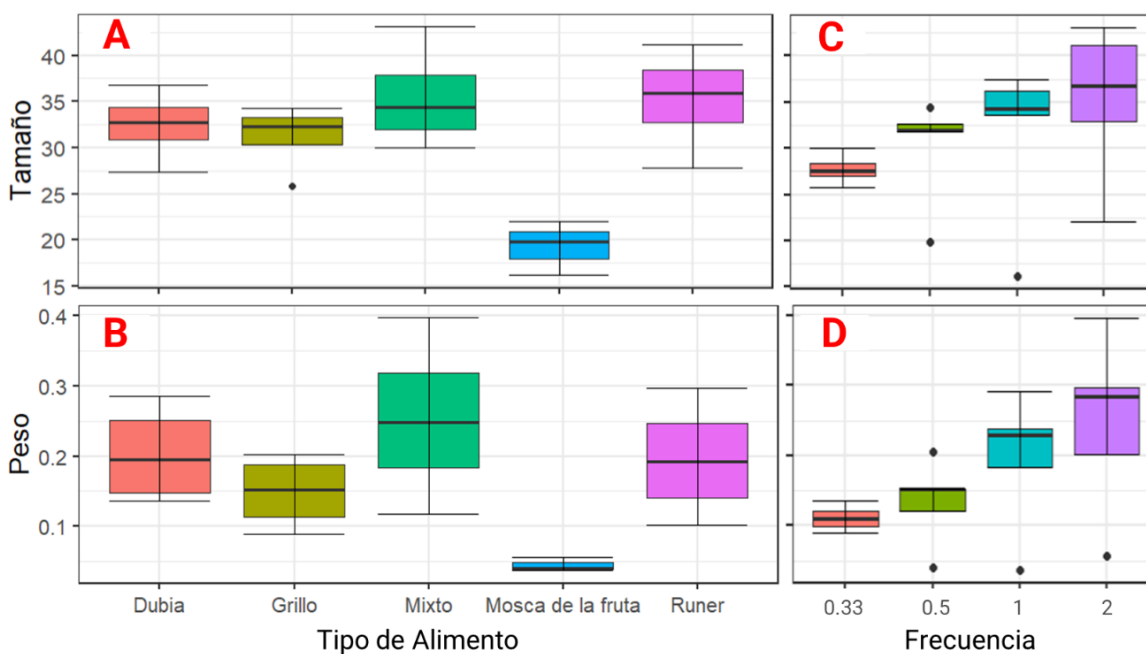 A
C
Tamaño
40
35
30
25
20
15
B
D
Peso
0.4
0.3
0.2
0.1
Dubia Grillo Mixto Mosca de la fruta Runer
0.33 0.5 1 2
Tipo de Alimento
Frecuencia